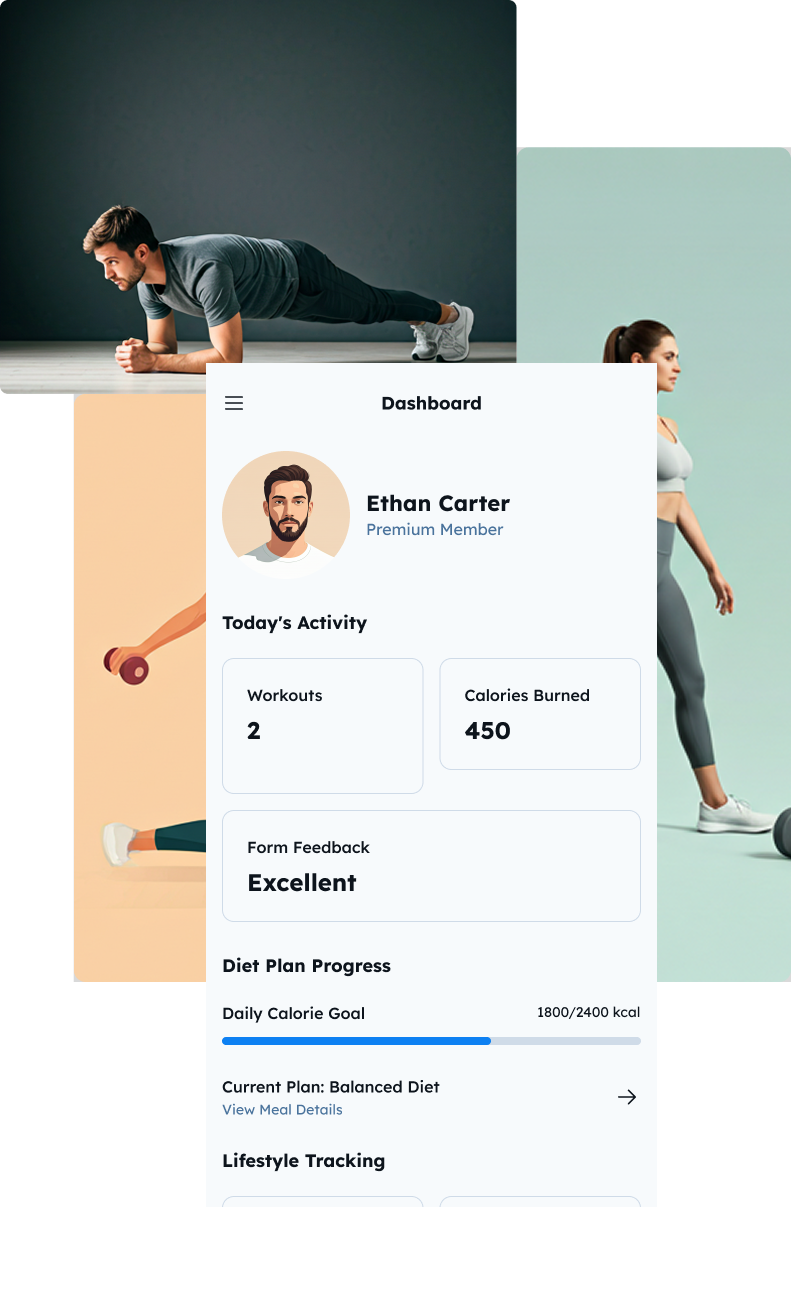 Dashboard
Ethan Carter
Premium Member
Today's Activity
Workouts
2
Calories Burned
450
Form Feedback
Excellent
Diet Plan Progress
Daily Calorie Goal
1800/2400 kcal
Current Plan: Balanced Diet
View Meal Details
Lifestyle Tracking